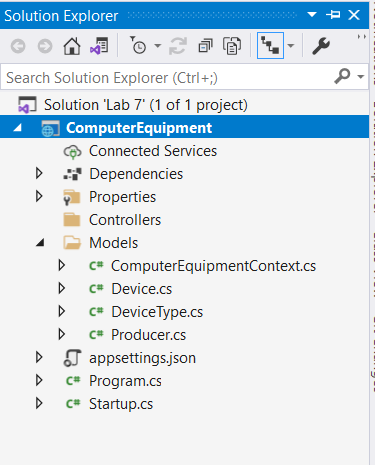 Solution Explorer
Search Solution Explorer (Ctrl+;)
Solution 'Lab 7' (1 of 1 project)
ComputerEquipment
Connected Services
Dependencies
Properties
Controllers
Models
C# ComputerEquipmentContext.cs
C# Device.cs
C# DeviceType.cs
C# Producer.cs
appsettings.json
C# Program.cs
C# Startup.cs